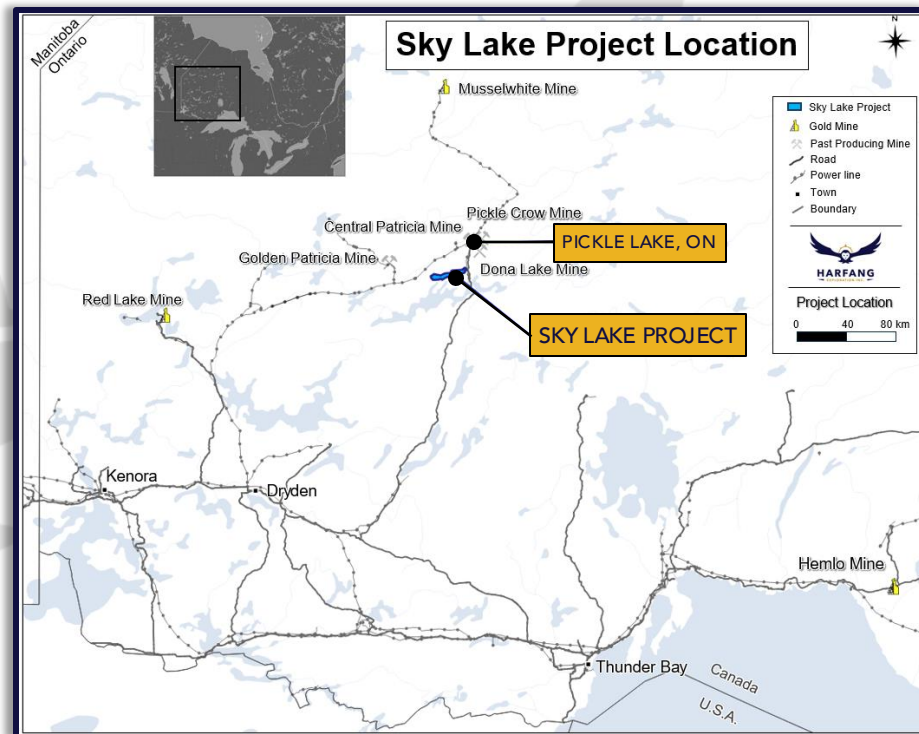 Sky Lake Project Location
Manitoba
Ontario
N
Musselwhite Mine
Sky Lake Project
Gold Mine
Past Producing Mine
Road
Power line
Town
Boundary
HARFANG
EXPLORATION INC.
Project Location
0 40 80 km
Pickle Crow Mine
Central Patricia Mine
PICKLE LAKE, ON
Golden Patricia Mine
Dona Lake Mine
Red Lake Mine
SKY LAKE PROJECT
Kenora
Dryden
Hemlo Mine
Thunder Bay
Canada
U.S.A.